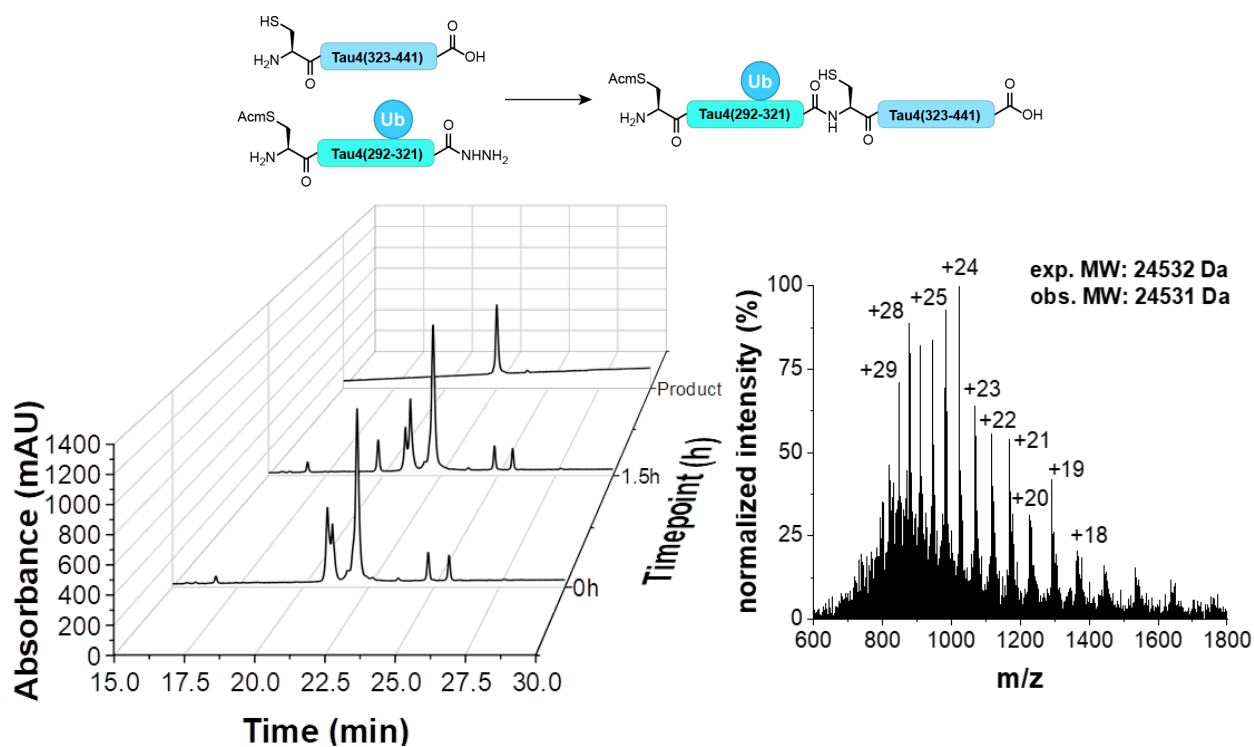 HS
O
H₂N
O
Tau4(323-441)
OH
AcmS
Ub
O
H₂N
O
Tau4(292-321)
NHNH₂
AcmS
Ub
HS
O
O
H₂N
O
Tau4(292-321)
N
H
O
Tau4(323-441)
OH
Absorbance (mAU)
1400
1200
1000
800
600
400
200
0
15.0 17.5 20.0 22.5 25.0 27.5 30.0
Time (min)
Product
1.5h
0h
Timepoint (h)
exp. MW: 24532 Da
obs. MW: 24531 Da
normalized intensity (%)
100
75
50
25
0
+29
+28
+25
+24
+23
+22
+21
+20
+19
+18
600 800 1000 1200 1400 1600 1800
m/z